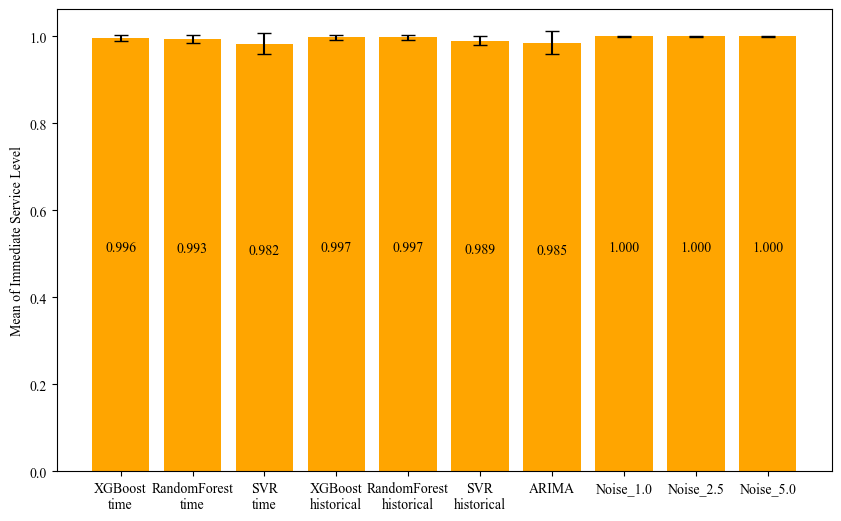 Mean of Immediate Service Level
1.0
0.8
0.6
0.4
0.2
0.0
0.996
0.993
0.982
0.997
0.997
0.989
0.985
1.000
1.000
1.000
XGBoost
time
RandomForest
time
SVR
time
XGBoost
historical
RandomForest
historical
SVR
historical
ARIMA
Noise_1.0
Noise_2.5
Noise_5.0